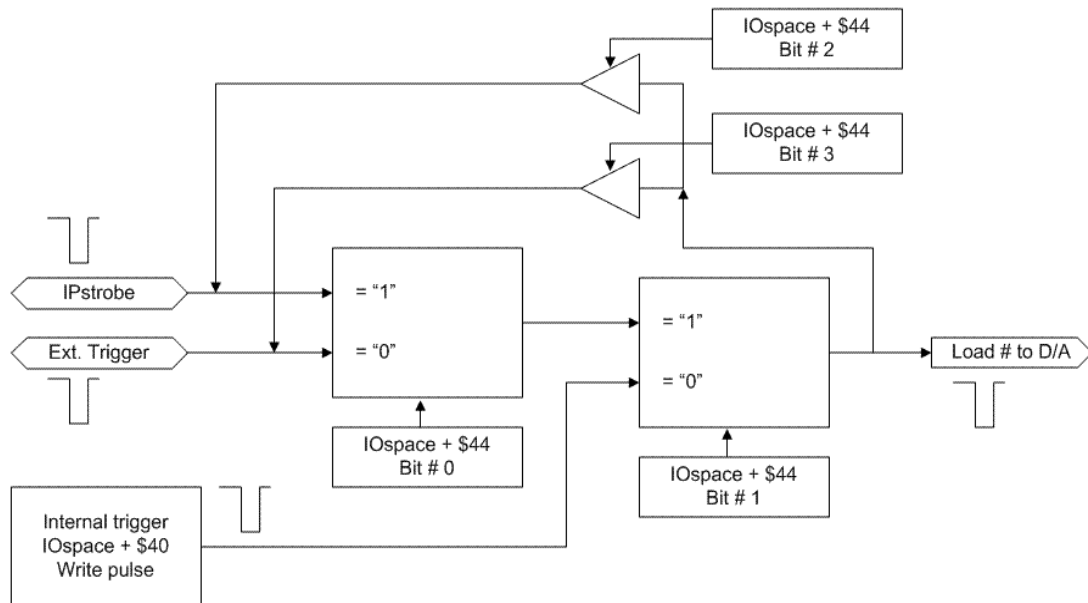 IOspace + $44
Bit # 2
IOspace + $44
Bit # 3
IPstrobe
= “1”
Ext. Trigger
= “0”
= “1”
= “0”
Load # to D/A
IOspace + $44
Bit # 0
IOspace + $44
Bit # 1
Internal trigger
IOspace + $40
Write pulse